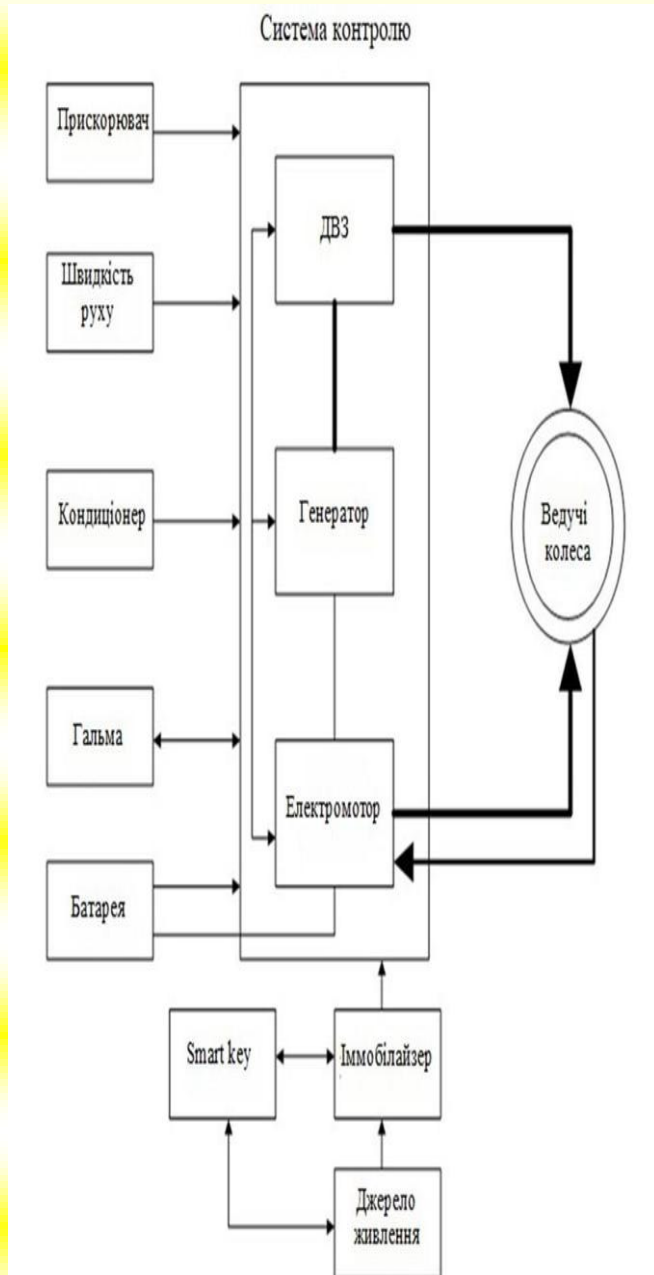 Система контролю
Прискорювач
ДВЗ
Швидкість
руху
Кондиціонер
Генератор
Ведучі
колеса
Гальма
Електромотор
Батарея
Smart key
Іммобілайзер
Джерело
живлення